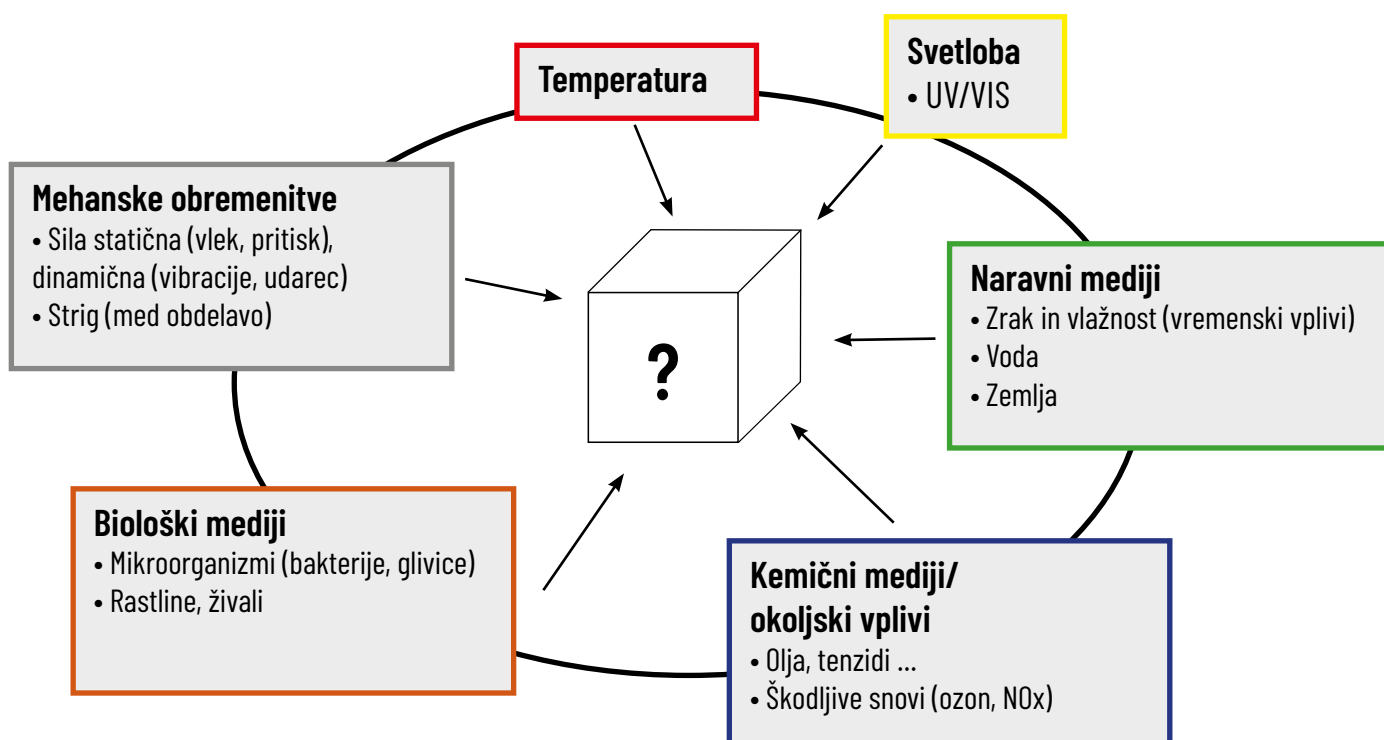 Temperatura
Svetloba
• UV/VIS
Mehanske obremenitve
• Sila statična (vlek, pritisk),
dinamična (vibracije, udarec)
• Strig (med obdelavo)
Naravni mediji
• Zrak in vlažnost (vremenski vplivi)
• Voda
• Zemlja
?
Biološki mediji
• Mikroorganizmi (bakterije, glivice)
• Rastline, živali
Kemični mediji/
okoljski vplivi
• Olja, tenzidi ...
• Škodljive snovi (ozon, NOx)